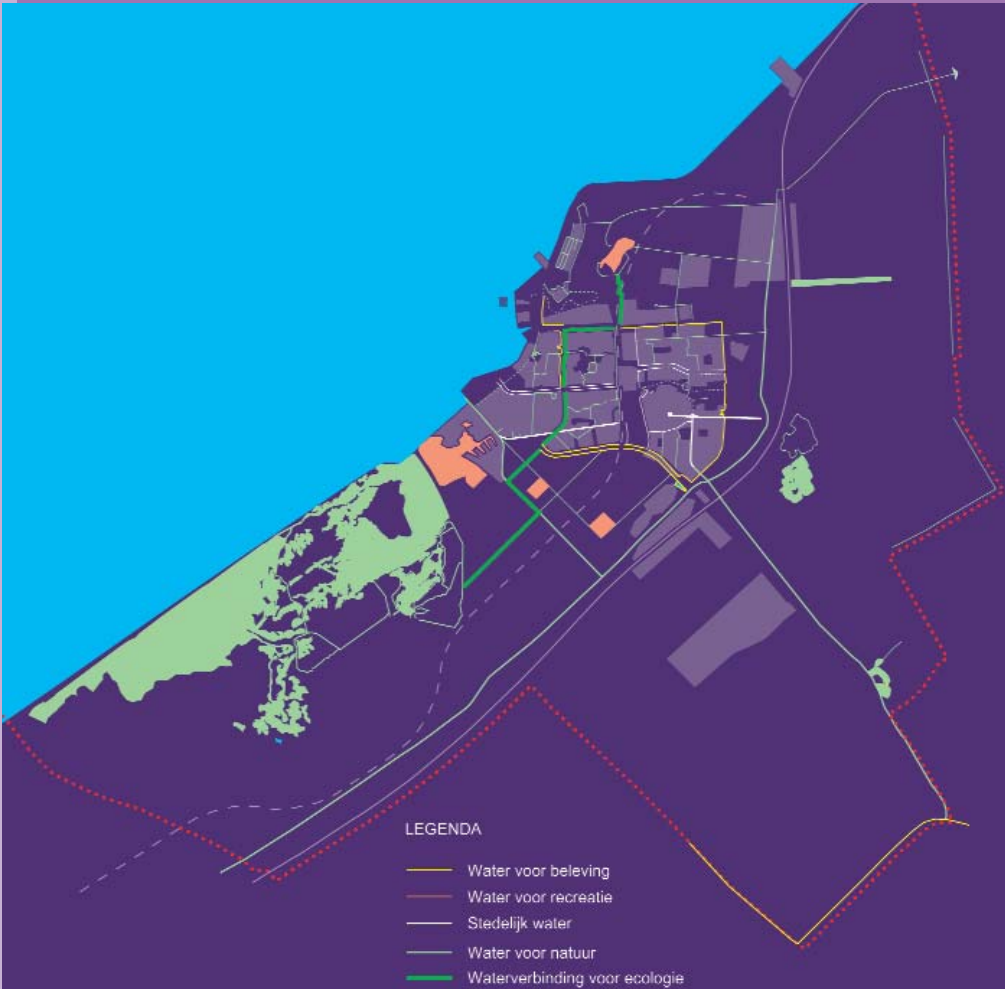 LEGENDA
Water voor beleving
Water voor recreatie
Stedelijk water
Water voor natuur
Waterverbinding voor ecologie